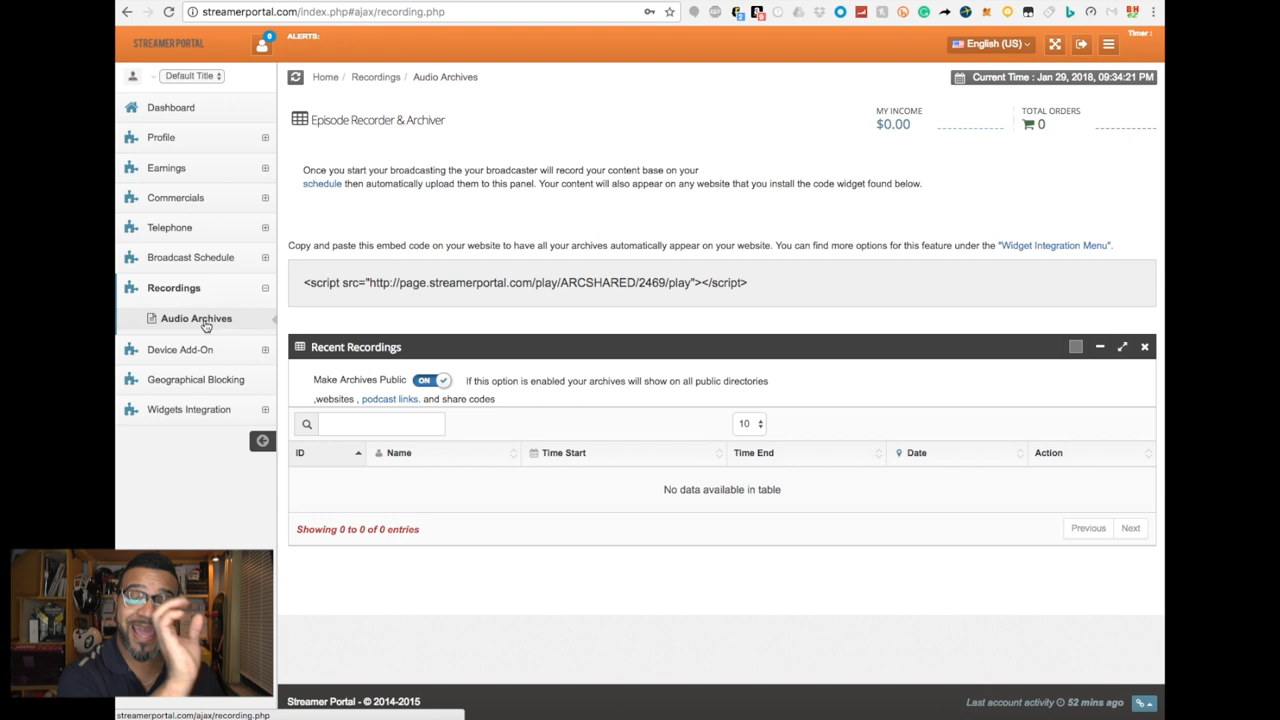 streamerportal.com/index.php#ajax/recording.php
STREAMER PORTAL
0
ALERTS:
English (US)
Timer :
Default Title
Home / Recordings / Audio Archives
Current Time : Jan 29, 2018, 09:34:21 PM
Dashboard
Profile
Earnings
Commercials
Telephone
Broadcast Schedule
Recordings
Audio Archives
Device Add-On
Geographical Blocking
Widgets Integration
Episode Recorder & Archiver
MY INCOME
$0.00
TOTAL ORDERS
0
Once you start your broadcasting the your broadcaster will record your content base on your
schedule then automatically upload them to this panel. Your content will also appear on any website that you install the code widget found below.
Copy and paste this embed code on your website to have all your archives automatically appear on your website. You can find more options for this feature under the "Widget Integration Menu".
<script src="http://page.streamerportal.com/play/ARCSHARED/2469/play"></script>
Recent Recordings
Make Archives Public ON If this option is enabled your archives will show on all public directories
,websites , podcast links. and share codes
10
ID Name Time Start Time End Date Action
No data available in table
Showing 0 to 0 of 0 entries
Previous Next
Streamer Portal - © 2014-2015
Last account activity 52 mins ago
streamerportal.com/ajax/recording.php